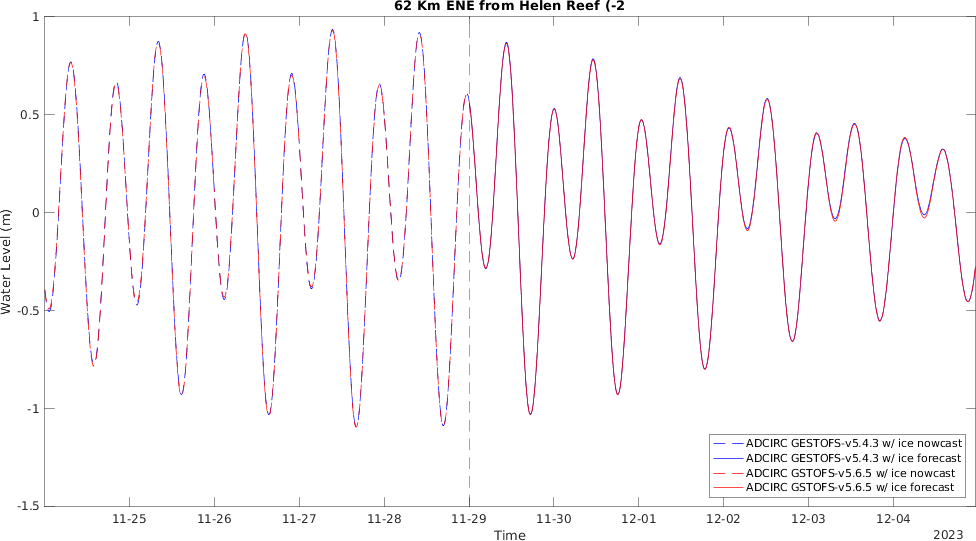 62 Km ENE from Helen Reef (-2
1
0.5
0
-0.5
-1
-1.5
Water Level (m)
ADCIRC GESTOFS-v5.4.3 w/ ice nowcast
ADCIRC GESTOFS-v5.4.3 w/ ice forecast
ADCIRC GSTOFS-v5.6.5 w/ ice nowcast
ADCIRC GSTOFS-v5.6.5 w/ ice forecast
11-25 11-26 11-27 11-28 11-29 11-30 12-01 12-02 12-03 12-04
Time
2023